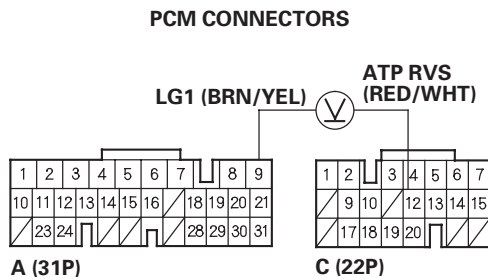 PCM CONNECTORS
ATP RVS
LG1 (BRN/YEL) (RED/WHT)
V
1 2 3 4 5 6 7 8 9 1 2 3 4 5 6 7
10 11 12 13 14 15 16 18 19 20 21 9 10 12 13 14 15
23 24 28 29 30 31 17 18 19 20
A (31P) C (22P)